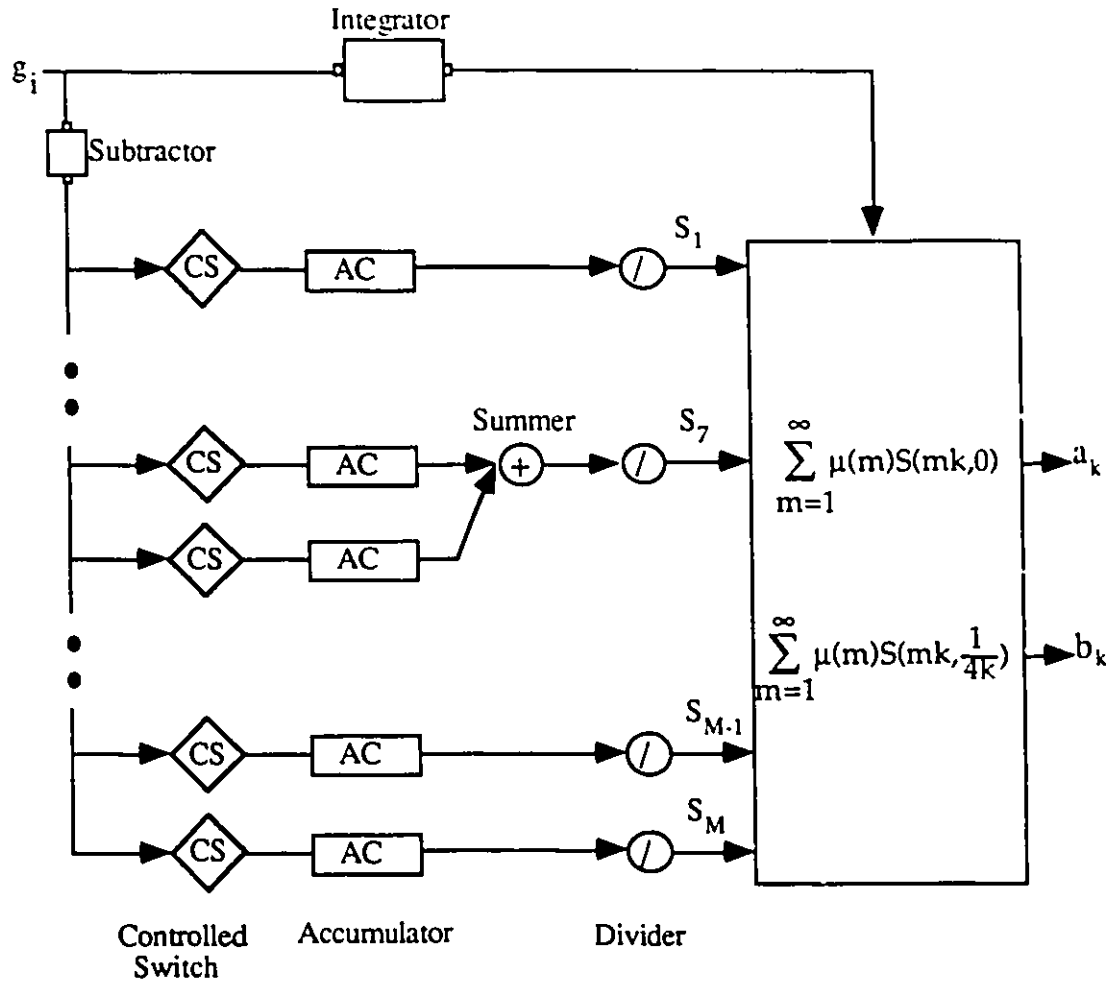 Integrator
g_i
Subtractor
CS AC / S_1
Summer
CS AC + / S_7
CS AC
∞
∑ μ(m)S(mk,0) a_k
m=1
∞
∑ μ(m)S(mk, 1/4k) b_k
m=1
CS AC / S_M-1
CS AC / S_M
Controlled Switch
Accumulator
Divider